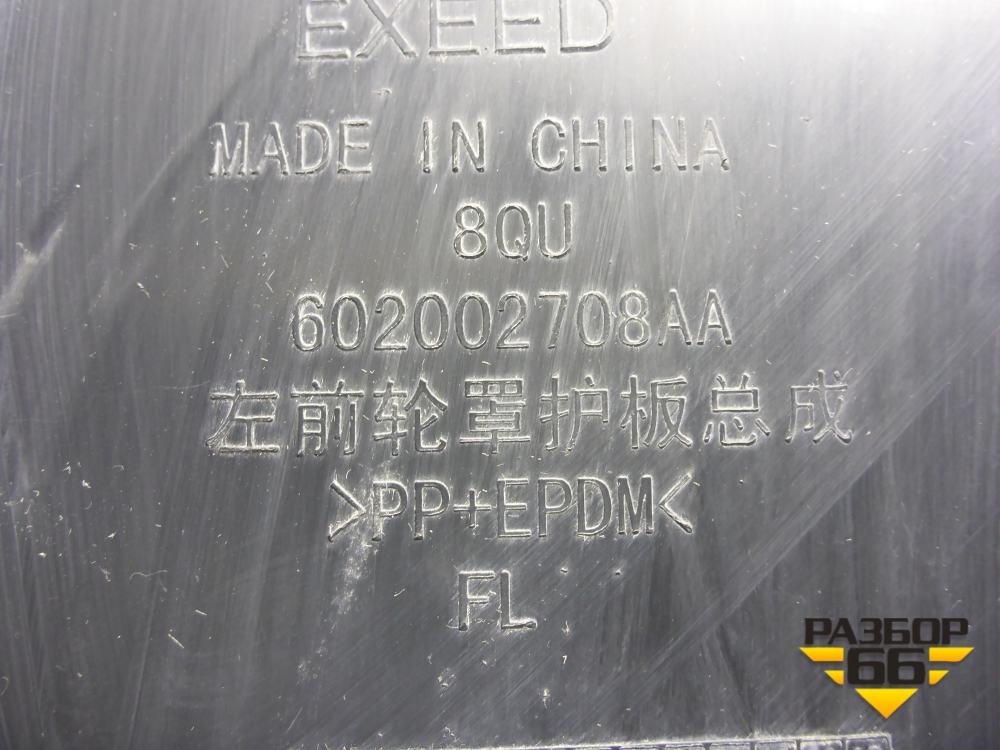 EXEED
MADE IN CHINA
8QU
602002708AA
左前轮罩护板总成
>PP+EPDM<
FL
РАЗБОР
66